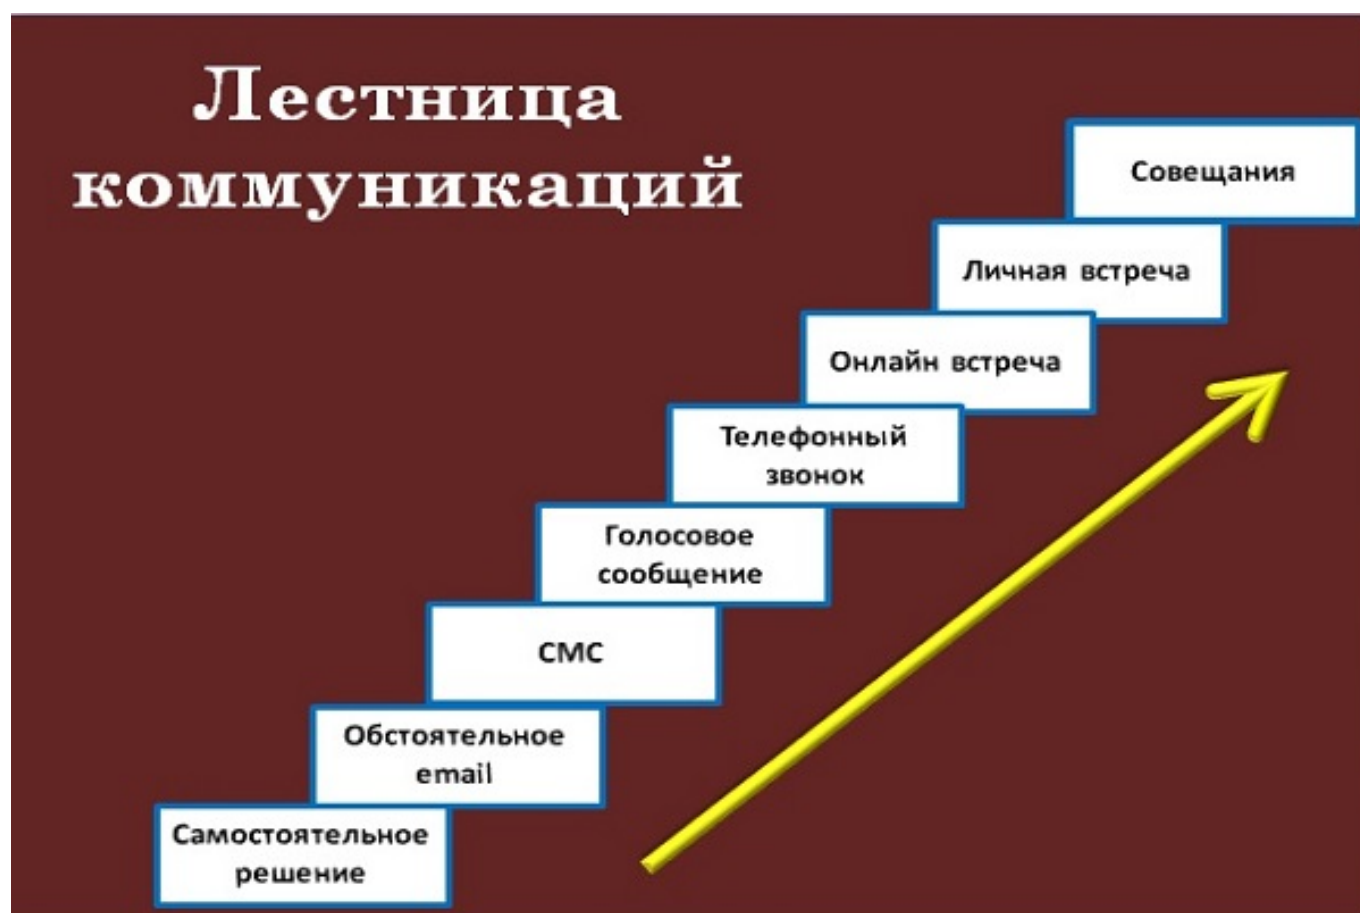 Лестница
коммуникаций
Совещания
Личная встреча
Онлайн встреча
Телефонный
звонок
Голосовое
сообщение
СМС
Обстоятельное
email
Самостоятельное
решение